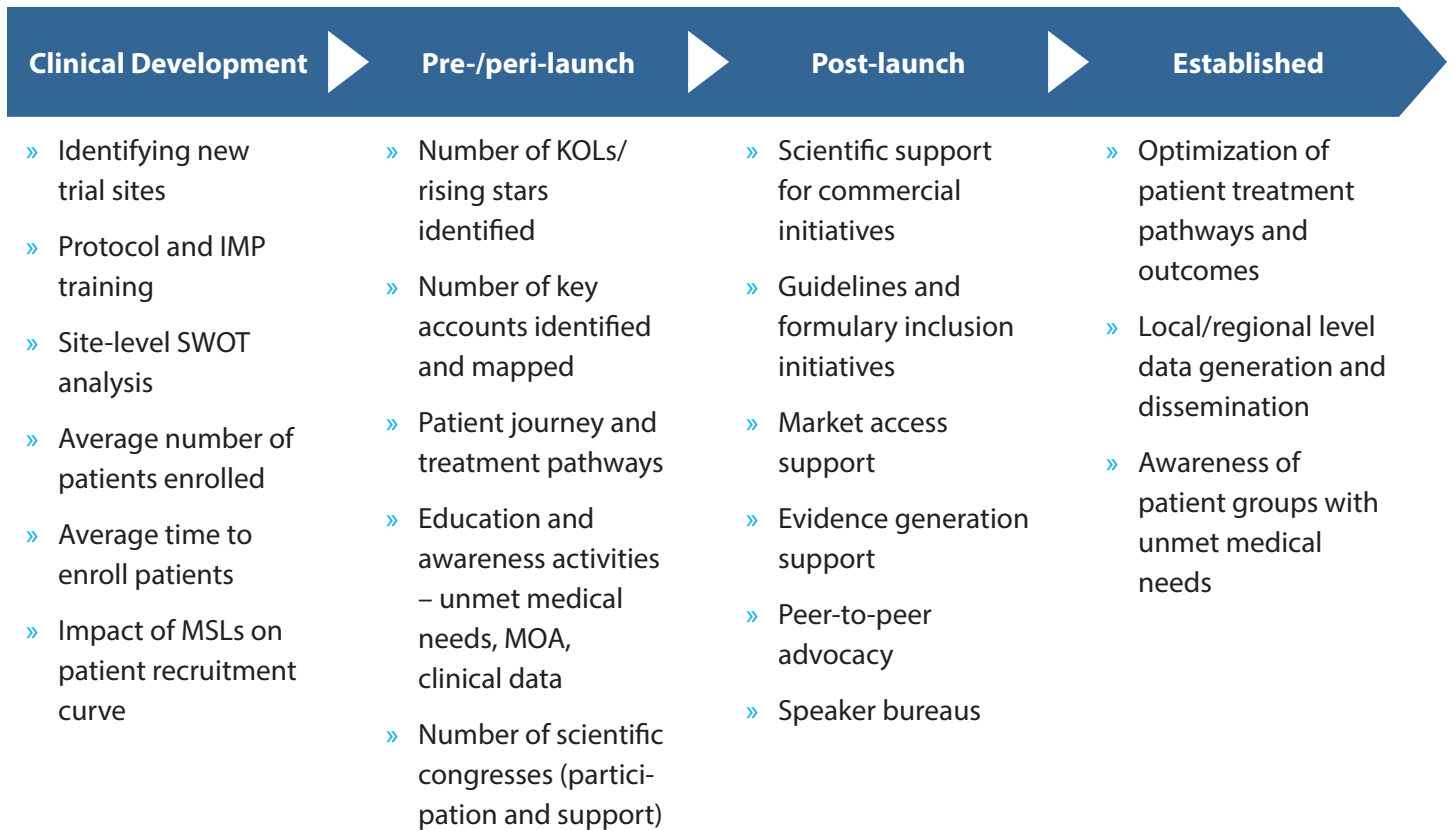 Clinical Development
Pre-/peri-launch
Post-launch
Established
» Identifying new
trial sites
» Protocol and IMP
training
» Site-level SWOT
analysis
» Average number of
patients enrolled
» Average time to
enroll patients
» Impact of MSLs on
patient recruitment
curve
» Number of KOLs/
rising stars
identified
» Number of key
accounts identified
and mapped
» Patient journey and
treatment pathways
» Education and
awareness activities
– unmet medical
needs, MOA,
clinical data
» Number of scientific
congresses (partici-
pation and support)
» Scientific support
for commercial
initiatives
» Guidelines and
formulary inclusion
initiatives
» Market access
support
» Evidence generation
support
» Peer-to-peer
advocacy
» Speaker bureaus
» Optimization of
patient treatment
pathways and
outcomes
» Local/regional level
data generation and
dissemination
» Awareness of
patient groups with
unmet medical
needs